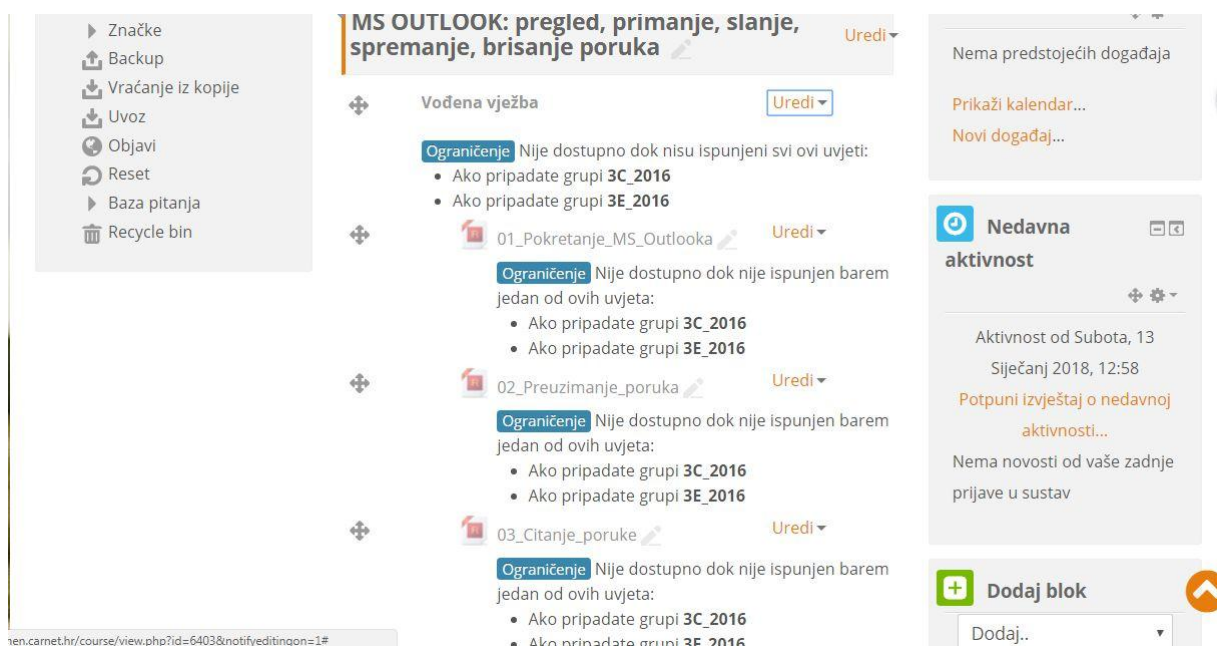 Značke
Backup
Vraćanje iz kopije
Uvoz
Objavi
Reset
Baza pitanja
Recycle bin
MS OUTLOOK: pregled, primanje, slanje,
spremanje, brisanje poruka
Uredi
Vođena vježba
Uredi
Ograničenje Nije dostupno dok nisu ispunjeni svi ovi uvjeti:
Ako pripadate grupi 3C_2016
Ako pripadate grupi 3E_2016
01_Pokretanje_MS_Outlooka
Uredi
Ograničenje Nije dostupno dok nije ispunjen barem
jedan od ovih uvjeta:
Ako pripadate grupi 3C_2016
Ako pripadate grupi 3E_2016
02_Preuzimanje_poruka
Uredi
Ograničenje Nije dostupno dok nije ispunjen barem
jedan od ovih uvjeta:
Ako pripadate grupi 3C_2016
Ako pripadate grupi 3E_2016
03_Citanje_poruke
Uredi
Ograničenje Nije dostupno dok nije ispunjen barem
jedan od ovih uvjeta:
Ako pripadate grupi 3C_2016
Ako pripadate grupi 3E_2016
Nema predstojećih događaja
Prikaži kalendar...
Novi događaj...
Nedavna
aktivnost
Aktivnost od Subota, 13
Siječanj 2018, 12:58
Potpuni izvještaj o nedavnoj
aktivnosti...
Nema novosti od vaše zadnje
prijave u sustav
Dodaj blok
Dodaj..
nen.carnet.hr/course/view.php?id=6403&notifyeditingon=1#